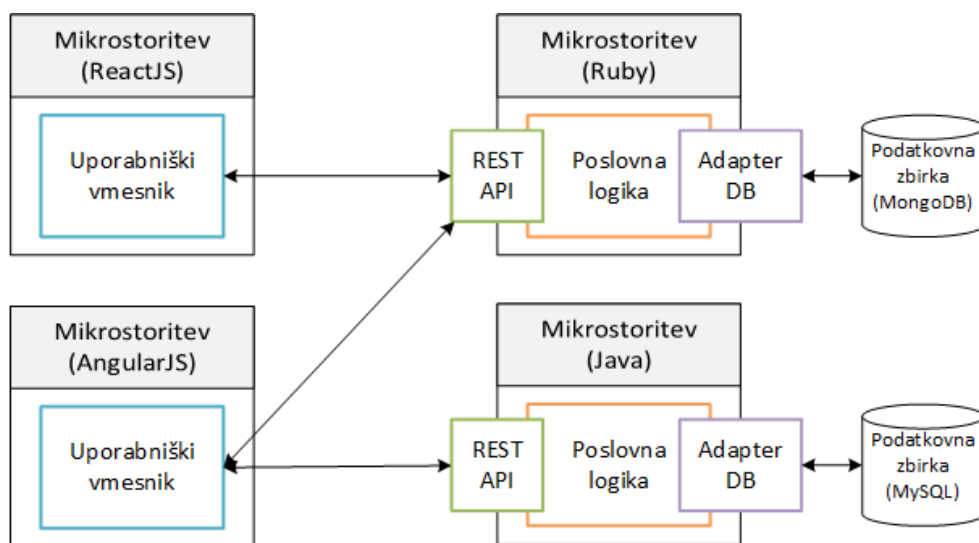 Mikrostoritev
(ReactJS)
Uporabniški
vmesnik
Mikrostoritev
(Ruby)
REST
API
Poslovna
logika
Adapter
DB
Podatkovna
zbirka
(MongoDB)
Mikrostoritev
(AngularJS)
Uporabniški
vmesnik
Mikrostoritev
(Java)
REST
API
Poslovna
logika
Adapter
DB
Podatkovna
zbirka
(MySQL)